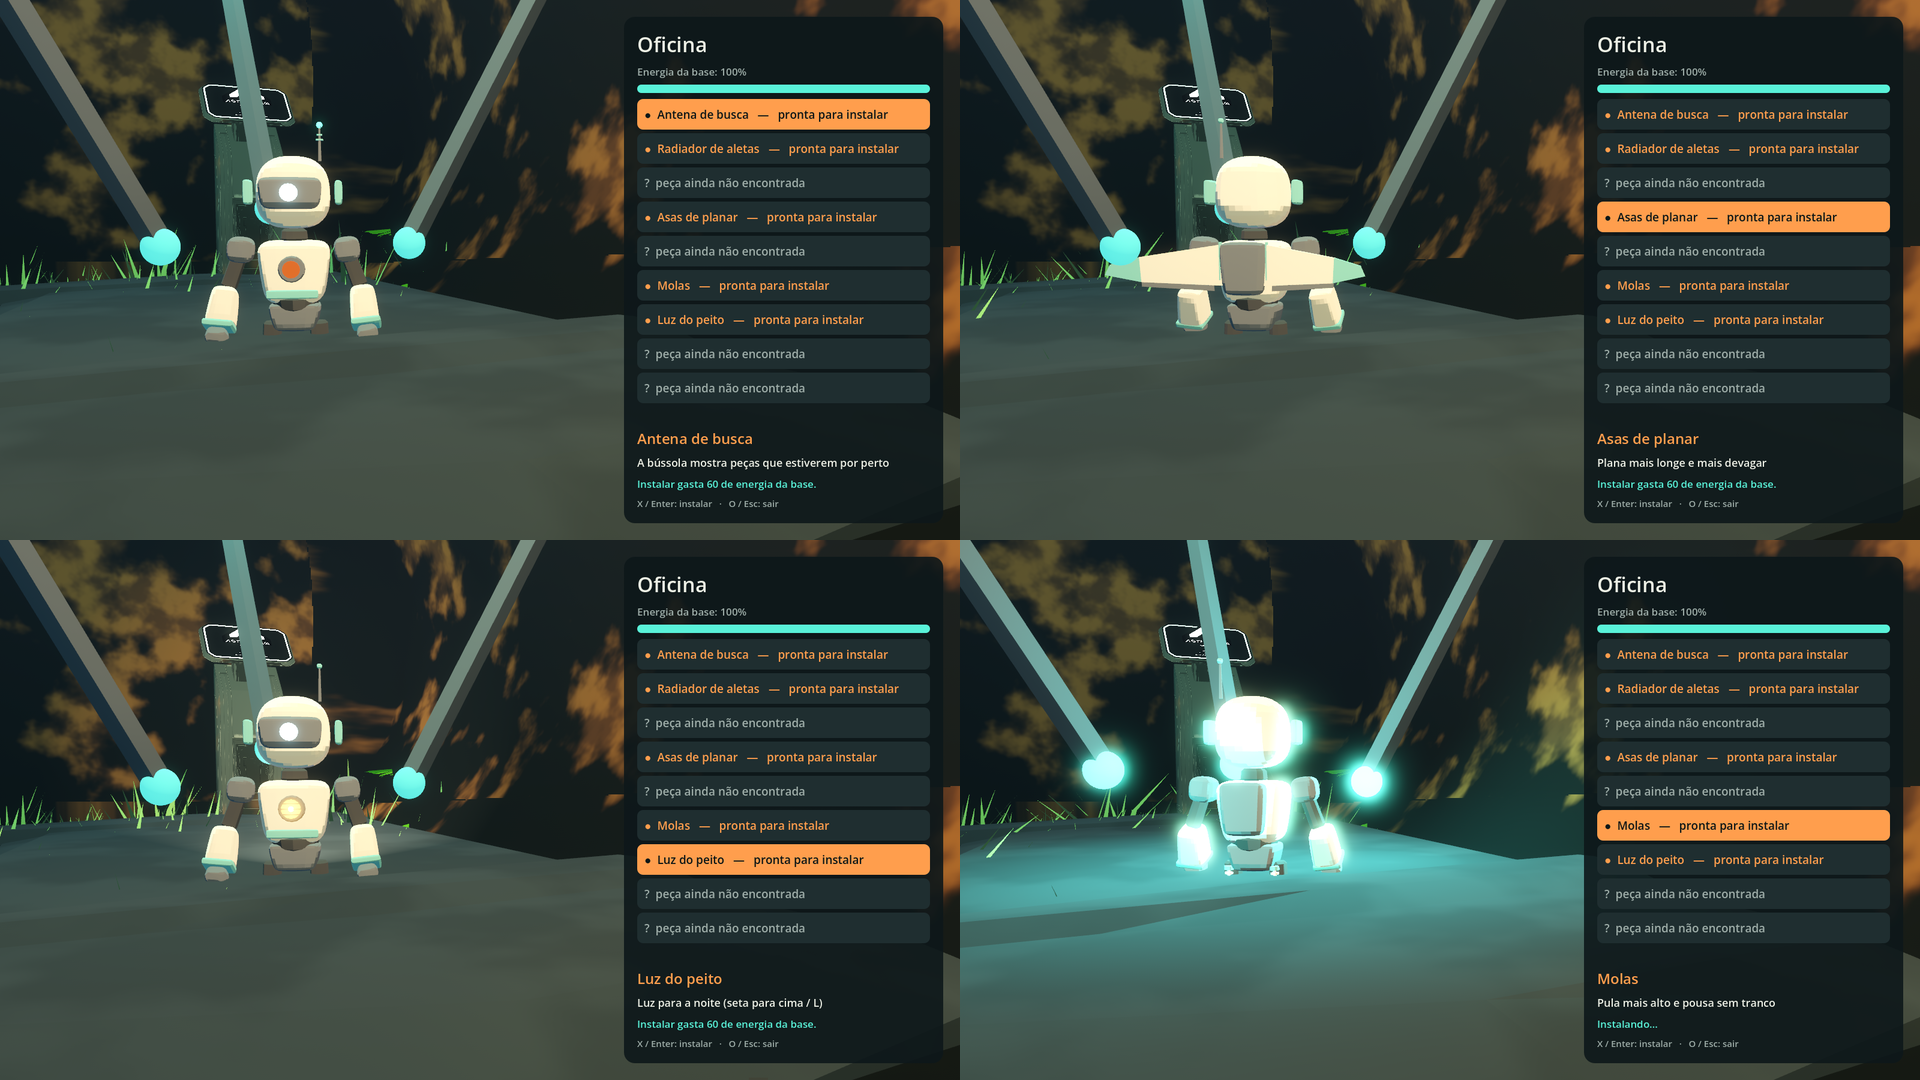 Oficina
Energia da base: 100%
• Antena de busca — pronta para instalar
• Radiador de aletas — pronta para instalar
? peça ainda não encontrada
• Asas de planar — pronta para instalar
? peça ainda não encontrada
• Molas — pronta para instalar
• Luz do peito — pronta para instalar
? peça ainda não encontrada
? peça ainda não encontrada
Antena de busca
A bússola mostra peças que estiverem por perto
Instalar gasta 60 de energia da base.
X / Enter: instalar · O / Esc: sair
Oficina
Energia da base: 100%
• Antena de busca — pronta para instalar
• Radiador de aletas — pronta para instalar
? peça ainda não encontrada
• Asas de planar — pronta para instalar
? peça ainda não encontrada
• Molas — pronta para instalar
• Luz do peito — pronta para instalar
? peça ainda não encontrada
? peça ainda não encontrada
Asas de planar
Plana mais longe e mais devagar
Instalar gasta 60 de energia da base.
X / Enter: instalar · O / Esc: sair
Oficina
Energia da base: 100%
• Antena de busca — pronta para instalar
• Radiador de aletas — pronta para instalar
? peça ainda não encontrada
• Asas de planar — pronta para instalar
? peça ainda não encontrada
• Molas — pronta para instalar
• Luz do peito — pronta para instalar
? peça ainda não encontrada
? peça ainda não encontrada
Luz do peito
Luz para a noite (seta para cima / L)
Instalar gasta 60 de energia da base.
X / Enter: instalar · O / Esc: sair
Oficina
Energia da base: 100%
• Antena de busca — pronta para instalar
• Radiador de aletas — pronta para instalar
? peça ainda não encontrada
• Asas de planar — pronta para instalar
? peça ainda não encontrada
• Molas — pronta para instalar
• Luz do peito — pronta para instalar
? peça ainda não encontrada
? peça ainda não encontrada
Molas
Pula mais alto e pousa sem tranco
Instalando...
X / Enter: instalar · O / Esc: sair